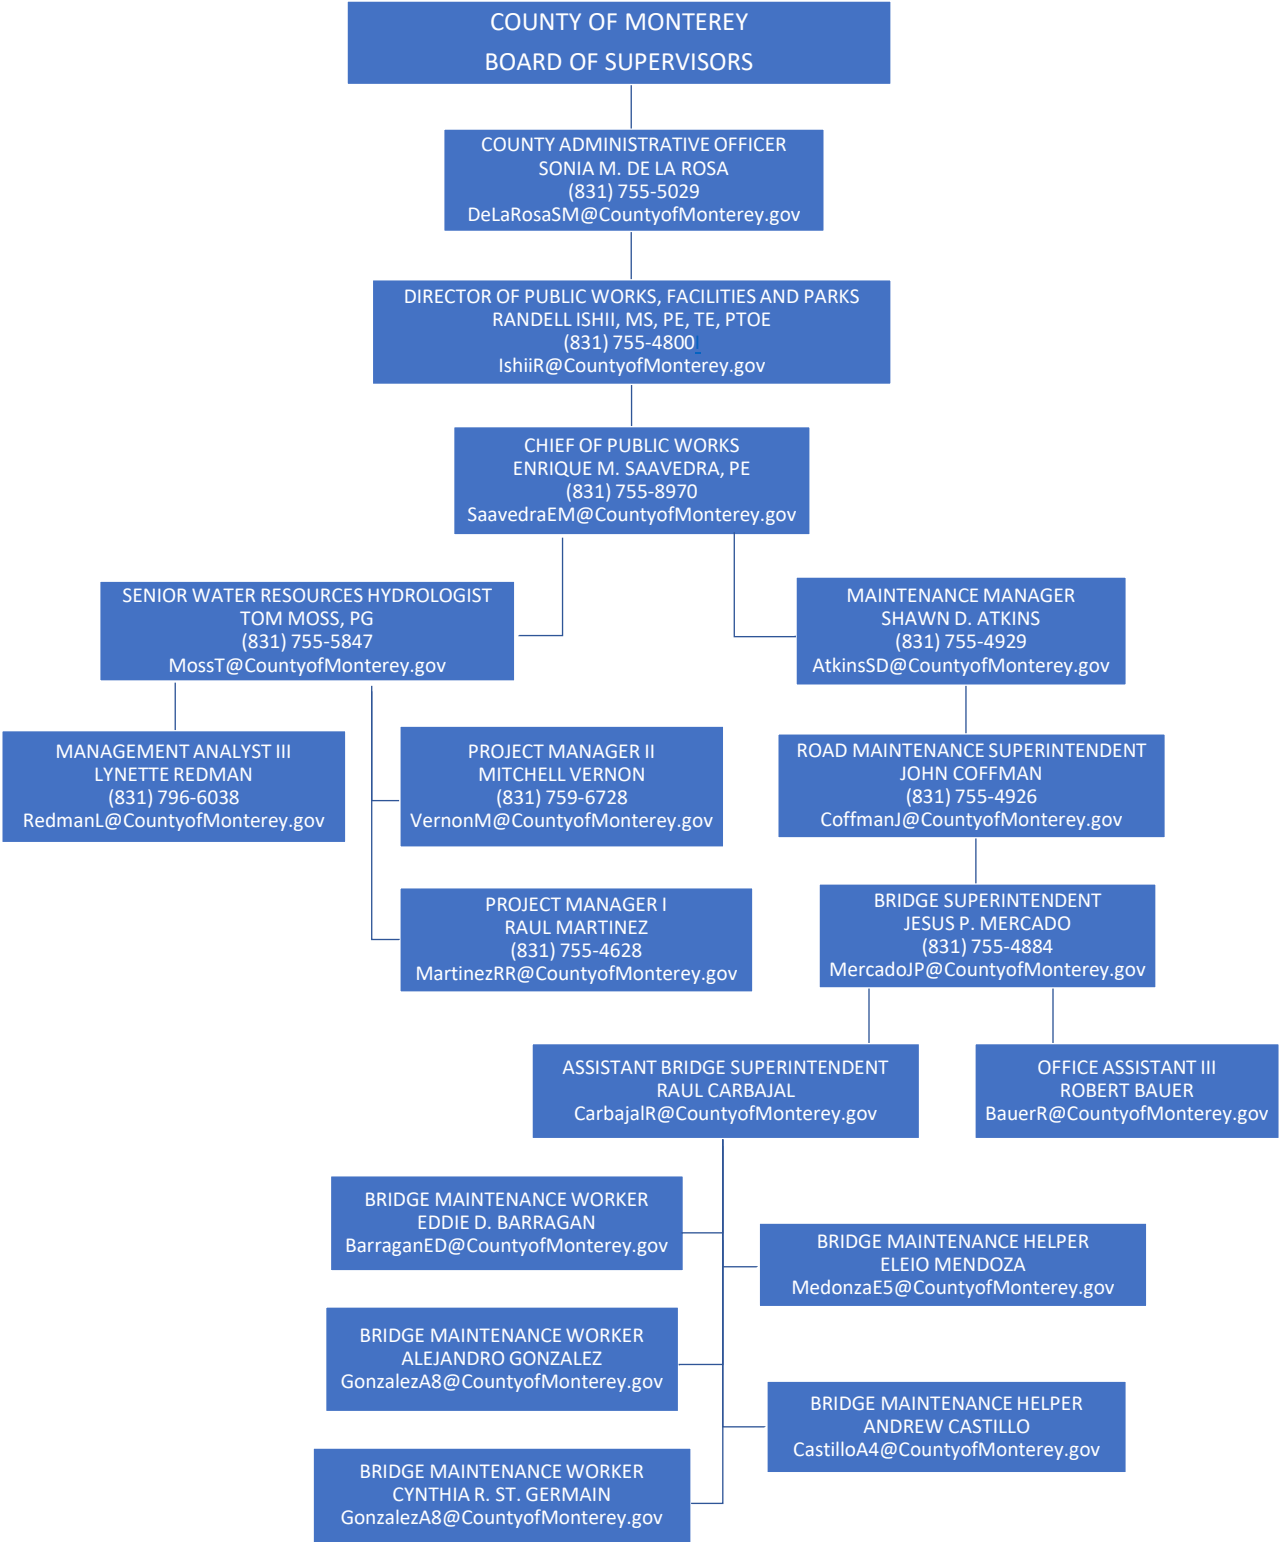 COUNTY OF MONTEREY
BOARD OF SUPERVISORS
COUNTY ADMINISTRATIVE OFFICER
SONIA M. DE LA ROSA
(831) 755-5029
DeLaRosaSM@CountyofMonterey.gov
DIRECTOR OF PUBLIC WORKS, FACILITIES AND PARKS
RANDELL ISHII, MS, PE, TE, PTOE
(831) 755-4800
IshiiR@CountyofMonterey.gov
CHIEF OF PUBLIC WORKS
ENRIQUE M. SAAVEDRA, PE
(831) 755-8970
SaavedraEM@CountyofMonterey.gov
SENIOR WATER RESOURCES HYDROLOGIST
TOM MOSS, PG
(831) 755-5847
MossT@CountyofMonterey.gov
MAINTENANCE MANAGER
SHAWN D. ATKINS
(831) 755-4929
AtkinsSD@CountyofMonterey.gov
MANAGEMENT ANALYST III
LYNETTE REDMAN
(831) 796-6038
RedmanL@CountyofMonterey.gov
PROJECT MANAGER II
MITCHELL VERNON
(831) 759-6728
VernonM@CountyofMonterey.gov
ROAD MAINTENANCE SUPERINTENDENT
JOHN COFFMAN
(831) 755-4926
CoffmanJ@CountyofMonterey.gov
PROJECT MANAGER I
RAUL MARTINEZ
(831) 755-4628
MartinezRR@CountyofMonterey.gov
BRIDGE SUPERINTENDENT
JESUS P. MERCADO
(831) 755-4884
MercadoJP@CountyofMonterey.gov
ASSISTANT BRIDGE SUPERINTENDENT
RAUL CARBAJAL
CarbajalR@CountyofMonterey.gov
OFFICE ASSISTANT III
ROBERT BAUER
BauerR@CountyofMonterey.gov
BRIDGE MAINTENANCE WORKER
EDDIE D. BARRAGAN
BarraganED@CountyofMonterey.gov
BRIDGE MAINTENANCE HELPER
ELEIO MENDOZA
MedonzaE5@CountyofMonterey.gov
BRIDGE MAINTENANCE WORKER
ALEJANDRO GONZALEZ
GonzalezA8@CountyofMonterey.gov
BRIDGE MAINTENANCE HELPER
ANDREW CASTILLO
CastilloA4@CountyofMonterey.gov
BRIDGE MAINTENANCE WORKER
CYNTHIA R. ST. GERMAIN
GonzalezA8@CountyofMonterey.gov